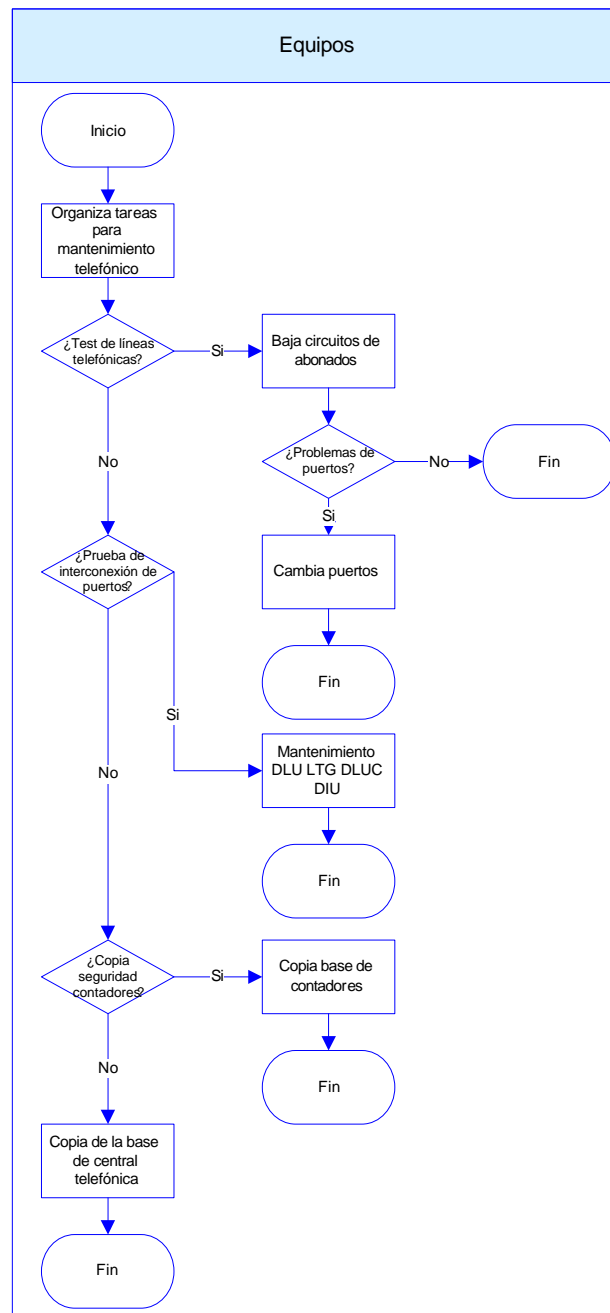 Equipos
Inicio
Organiza tareas
para
mantenimiento
telefónico
¿Test de líneas
telefónicas?
Si
Baja circuitos de
abonados
No
¿Problemas de
puertos?
No
Fin
Si
¿Prueba de
interconexión de
puertos?
Cambia puertos
Fin
Si
No
Mantenimiento
DLU LTG DLUC
DIU
Fin
¿Copia
seguridad
contadores?
Si
Copia base de
contadores
No
Fin
Copia de la base
de central
telefónica
Fin